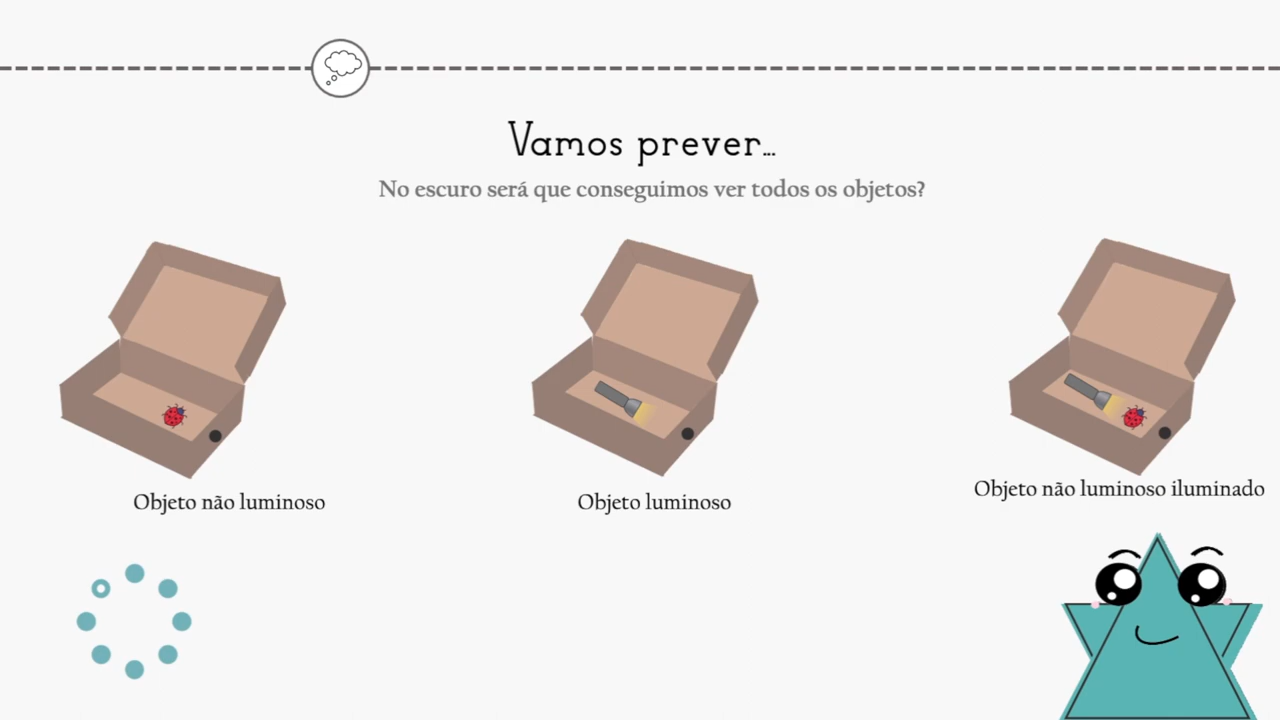 Vamos prever...
No escuro será que conseguimos ver todos os objetos?
Objeto não luminoso
Objeto luminoso
Objeto não luminoso iluminado